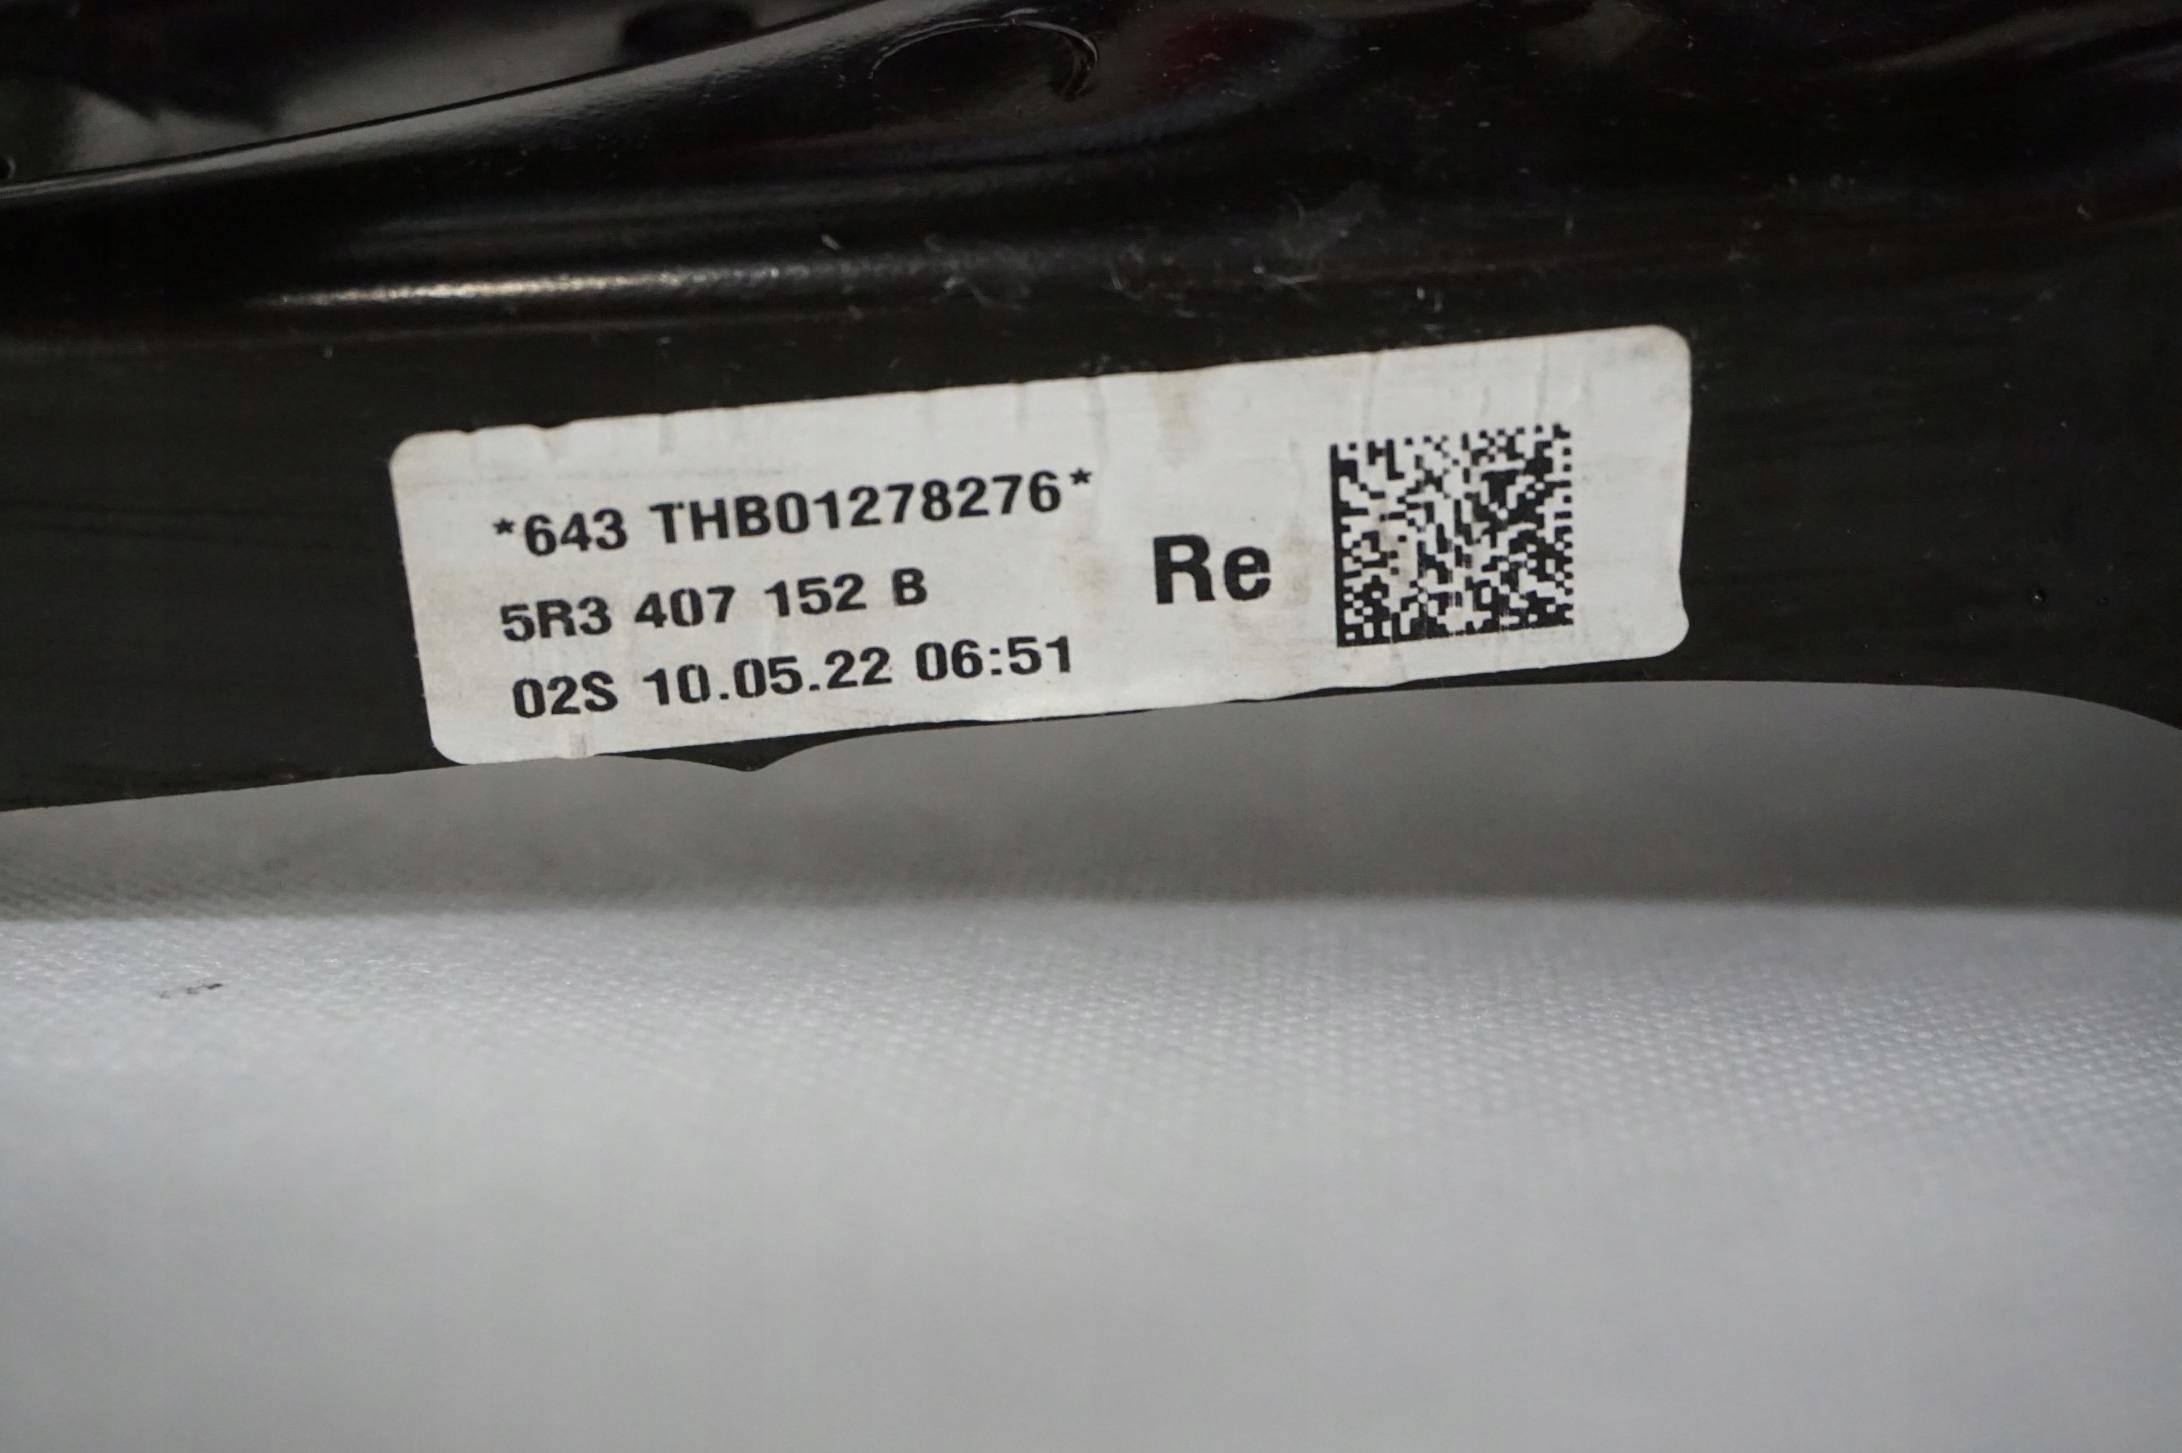 *643 THB01278276*
5R3 407 152 B
Re
02S 10.05.22 06:51